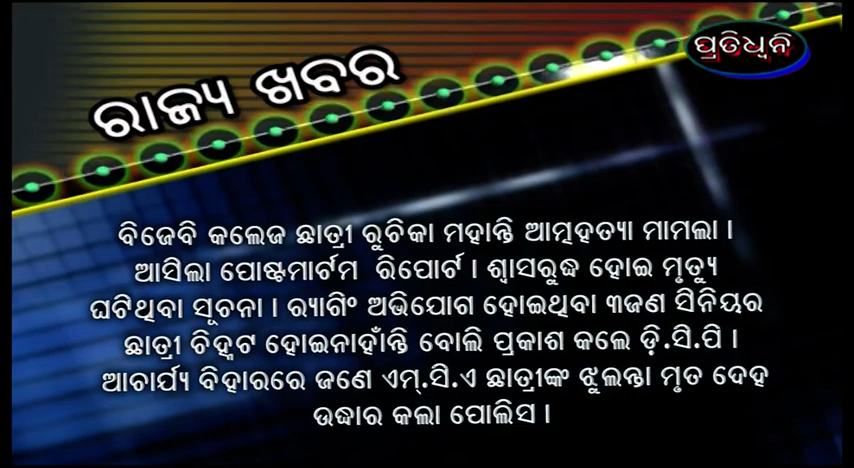 ପ୍ରତିଧ୍ୱନି
ରାଜ୍ୟ ଖବର
ବିଜେବି କଲେଜ ଛାତ୍ରୀ ରୁଚିକା ମହାନ୍ତି ଆତ୍ମହତ୍ୟା ମାମଲା ।
ଆସିଲା ପୋଷ୍ଟମାର୍ଟମ ରିପୋର୍ଟ । ଶ୍ୱାସରୁଦ୍ଧ ହୋଇ ମୃତ୍ୟୁ
ଘଟିଥିବା ସୂଚନା । ର‍୍ୟାଗିଂ ଅଭିଯୋଗ ହୋଇଥିବା ୩ଜଣ ସିନିୟର
ଛାତ୍ରୀ ଚିହ୍ନଟ ହୋଇନାହାଁନ୍ତି ବୋଲି ପ୍ରକାଶ କଲେ ଡ଼ି.ସି.ପି ।
ଆଚାର୍ଯ୍ୟ ବିହାରରେ ଜଣେ ଏମ୍.ସି.ଏ ଛାତ୍ରୀଙ୍କ ଝୁଲନ୍ତା ମୃତ ଦେହ
ଉଦ୍ଧାର କଲା ପୋଲିସ ।